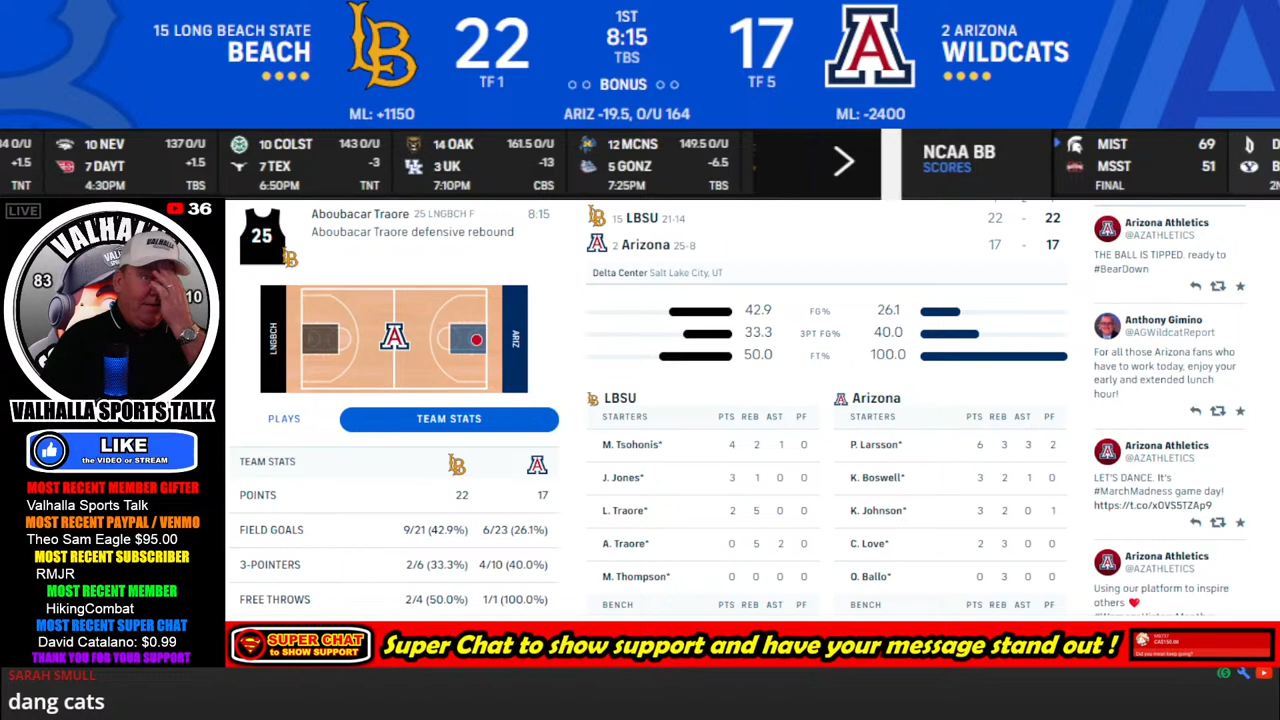 15 LONG BEACH STATE
BEACH
LB
22
TF 1
1ST
8:15
TBS
BONUS
17
TF 5
A
2 ARIZONA
WILDCATS
ML: +1150
ARIZ -19.5, O/U 164
ML: -2400
4 O/U
+1.5
TNT
10 NEV
7 DAYT
4:30PM
137 O/U
+1.5
TBS
10 COLST
7 TEX
6:50PM
143 O/U
-3
TNT
14 OAK
3 UK
7:10PM
161.5 O/U
-13
CBS
12 MCNS
5 GONZ
7:25PM
149.5 O/U
-6.5
TBS
NCAA BB
SCORES
MIST 69
MSST 51
FINAL
LIVE
36
VALHALLA
83
10
VALHALLA SPORTS TALK
LIKE
the VIDEO or STREAM
MOST RECENT MEMBER GIFTER
Valhalla Sports Talk
MOST RECENT PAYPAL / VENMO
Theo Sam Eagle $95.00
MOST RECENT SUBSCRIBER
RMJR
MOST RECENT MEMBER
HikingCombat
MOST RECENT SUPER CHAT
David Catalano: $0.99
THANK YOU FOR YOUR SUPPORT
25
Aboubacar Traore 25 LNGBCH F 8:15
Aboubacar Traore defensive rebound
LNGBCH
A
ARIZ
PLAYS
TEAM STATS
TEAM STATS
POINTS 22 17
FIELD GOALS 9/21 (42.9%) 6/23 (26.1%)
3-POINTERS 2/6 (33.3%) 4/10 (40.0%)
FREE THROWS 2/4 (50.0%) 1/1 (100.0%)
15 LBSU 21-14 22 - 22
2 Arizona 25-8 17 - 17
Delta Center Salt Lake City, UT
42.9 FG% 26.1
33.3 3PT FG% 40.0
50.0 FT% 100.0
LBSU
STARTERS PTS REB AST PF
M. Tsohonis* 4 2 1 0
J. Jones* 3 1 0 0
L. Traore* 2 5 0 0
A. Traore* 0 5 2 0
M. Thompson* 0 0 0 0
BENCH PTS REB AST PF
Arizona
STARTERS PTS REB AST PF
P. Larsson* 6 3 3 2
K. Boswell* 3 2 1 0
K. Johnson* 3 2 0 1
C. Love* 2 3 0 0
O. Ballo* 0 3 0 0
BENCH PTS REB AST PF
Arizona Athletics
@AZATHLETICS
THE BALL IS TIPPED. ready to
#BearDown
Anthony Gimino
@AGWildcatReport
For all those Arizona fans who
have to work today, enjoy your
early and extended lunch
hour!
Arizona Athletics
@AZATHLETICS
LET'S DANCE. It's
#MarchMadness game day!
https://t.co/xOVS5TZAp9
Arizona Athletics
@AZATHLETICS
Using our platform to inspire
others
SUPER CHAT
to SHOW SUPPORT
Super Chat to show support and have your message stand out !
SARAH SMULL
dang cats